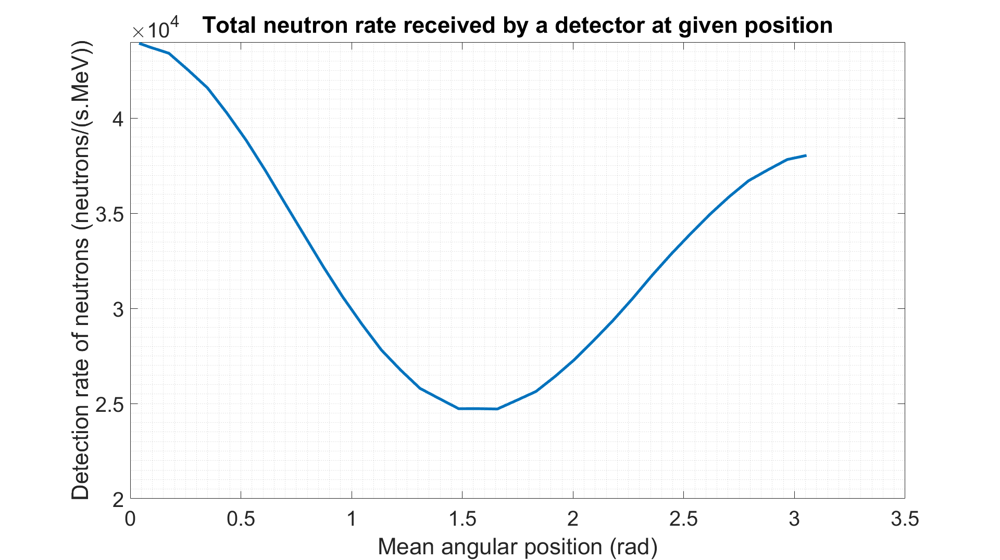 ×10⁴
Total neutron rate received by a detector at given position
Detection rate of neutrons (neutrons/(s.MeV))
4
3.5
3
2.5
2
0 0.5 1 1.5 2 2.5 3 3.5
Mean angular position (rad)